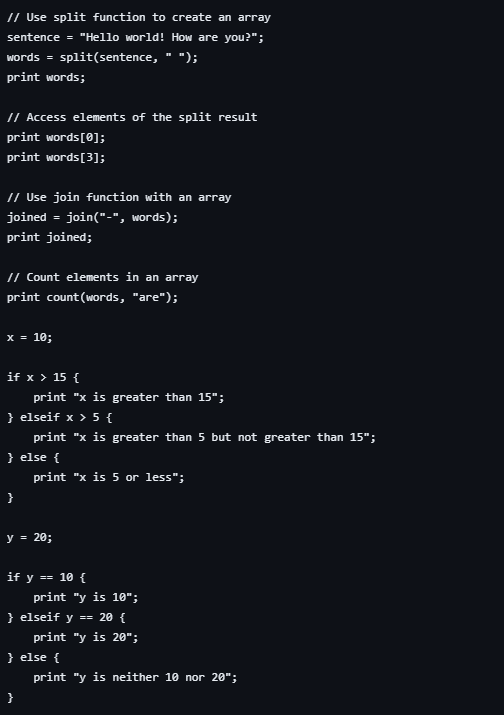 // Use split function to create an array
sentence = "Hello world! How are you?";
words = split(sentence, " ");
print words;

// Access elements of the split result
print words[0];
print words[3];

// Use join function with an array
joined = join("-", words);
print joined;

// Count elements in an array
print count(words, "are");

x = 10;

if x > 15 {
    print "x is greater than 15";
} elseif x > 5 {
    print "x is greater than 5 but not greater than 15";
} else {
    print "x is 5 or less";
}

y = 20;

if y == 10 {
    print "y is 10";
} elseif y == 20 {
    print "y is 20";
} else {
    print "y is neither 10 nor 20";
}